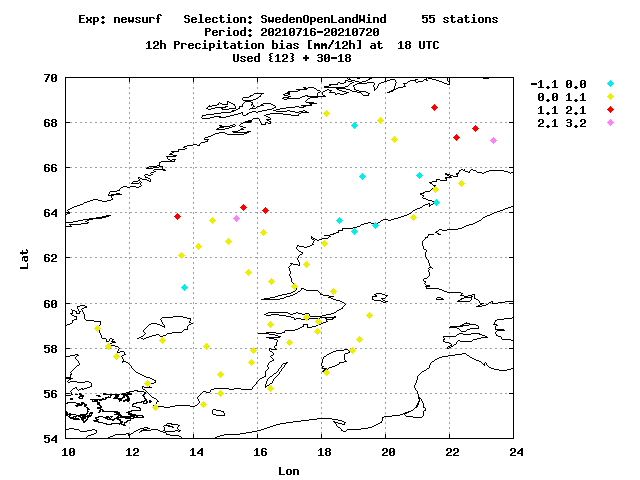 Exp: newsurf   Selection: SwedenOpenLandWind     55 stations
Period: 20210716-20210720
12h Precipitation bias [mm/12h] at  18 UTC
Used {12} + 30-18
-1.1 0.0
0.0 1.1
1.1 2.1
2.1 3.2
70
68
66
64
62
60
58
56
54
Lat
10 12 14 16 18 20 22 24
Lon